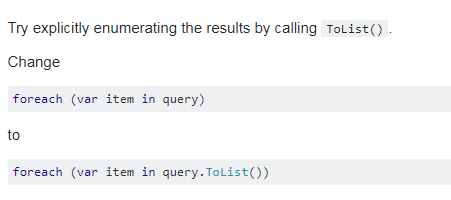 Try explicitly enumerating the results by calling ToList() .
Change
foreach (var item in query)
to
foreach (var item in query.ToList())